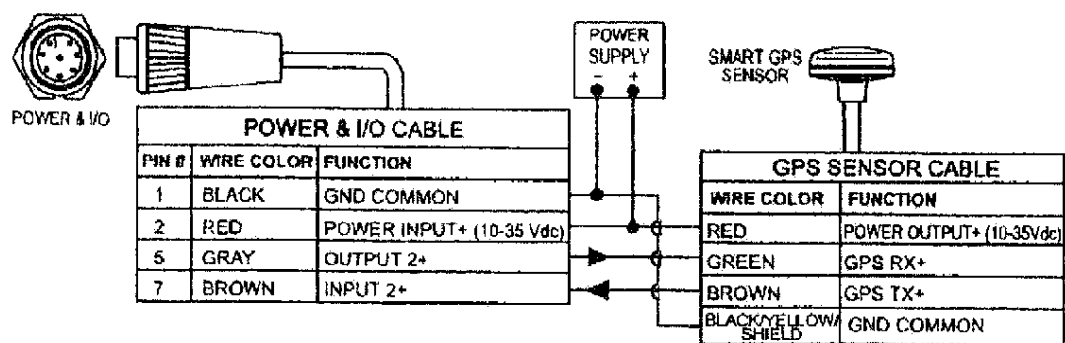 POWER & I/O
POWER SUPPLY
- +
SMART GPS SENSOR
POWER & I/O CABLE
PIN # WIRE COLOR FUNCTION
1 BLACK GND COMMON
2 RED POWER INPUT+ (10-35 Vdc)
5 GRAY OUTPUT 2+
7 BROWN INPUT 2+
GPS SENSOR CABLE
WIRE COLOR FUNCTION
RED POWER OUTPUT+ (10-35Vdc)
GREEN GPS RX+
BROWN GPS TX+
BLACK/YELLOW/ SHIELD GND COMMON